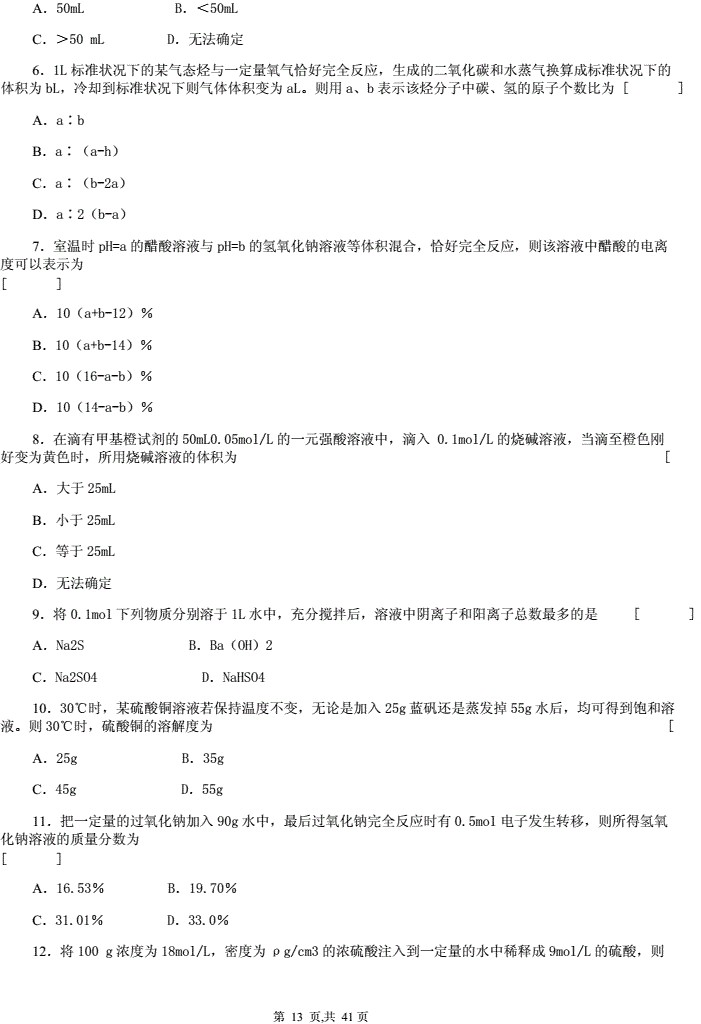 A．50mL B．＜50mL
C．＞50 mL D．无法确定
6．1L 标准状况下的某气态烃与一定量氧气恰好完全反应，生成的二氧化碳和水蒸气换算成标准状况下的
体积为 bL，冷却到标准状况下则气体体积变为 aL。则用 a、b 表示该烃分子中碳、氢的原子个数比为［ ］
A．a∶b
B．a∶（a-h）
C．a∶（b-2a）
D．a∶2（b-a）
7．室温时 pH=a 的醋酸溶液与 pH=b 的氢氧化钠溶液等体积混合，恰好完全反应，则该溶液中醋酸的电离
度可以表示为
［ ］
A．10（a+b-12）％
B．10（a+b-14）％
C．10（16-a-b）％
D．10（14-a-b）％
8．在滴有甲基橙试剂的 50mL0.05mol/L 的一元强酸溶液中，滴入 0.1mol/L 的烧碱溶液，当滴至橙色刚
好变为黄色时，所用烧碱溶液的体积为 ［
A．大于 25mL
B．小于 25mL
C．等于 25mL
D．无法确定
9．将 0.1mol 下列物质分别溶于 1L 水中，充分搅拌后，溶液中阴离子和阳离子总数最多的是 ［ ］
A．Na2S B．Ba（OH）2
C．Na2SO4 D．NaHSO4
10．30℃时，某硫酸铜溶液若保持温度不变，无论是加入 25g 蓝矾还是蒸发掉 55g 水后，均可得到饱和溶
液。则 30℃时，硫酸铜的溶解度为 ［
A．25g B．35g
C．45g D．55g
11．把一定量的过氧化钠加入 90g 水中，最后过氧化钠完全反应时有 0.5mol 电子发生转移，则所得氢氧
化钠溶液的质量分数为
［ ］
A．16.53％ B．19.70％
C．31.01％ D．33.0％
12．将 100 g 浓度为 18mol/L，密度为 ρg/cm3 的浓硫酸注入到一定量的水中稀释成 9mol/L 的硫酸，则
第 13 页,共 41 页